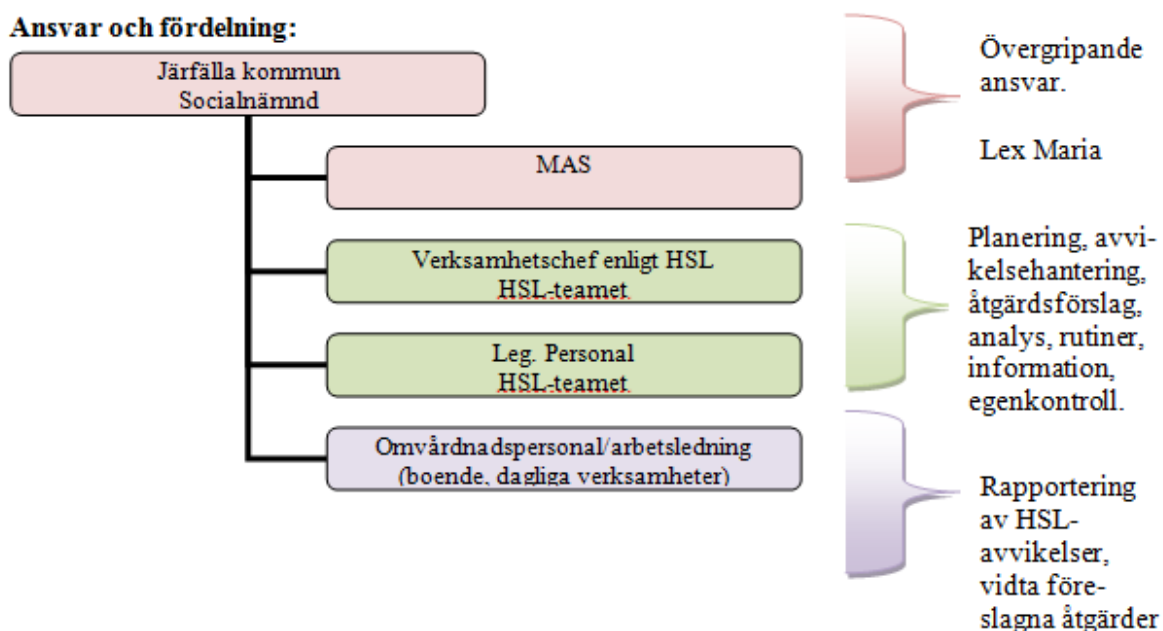 Ansvar och fördelning:
Järfälla kommun
Socialnämnd
MAS
Verksamhetschef enligt HSL
HSL-teamet
Leg. Personal
HSL-teamet
Omvårdnadspersonal/arbetsledning
(boende, dagliga verksamheter)
Övergripande
ansvar.
Lex Maria
Planering, avvi-
kelsehantering,
åtgärdsförslag,
analys, rutiner,
information,
egenkontroll.
Rapportering
av HSL-
avvikelser,
vidta före-
slagna åtgärder